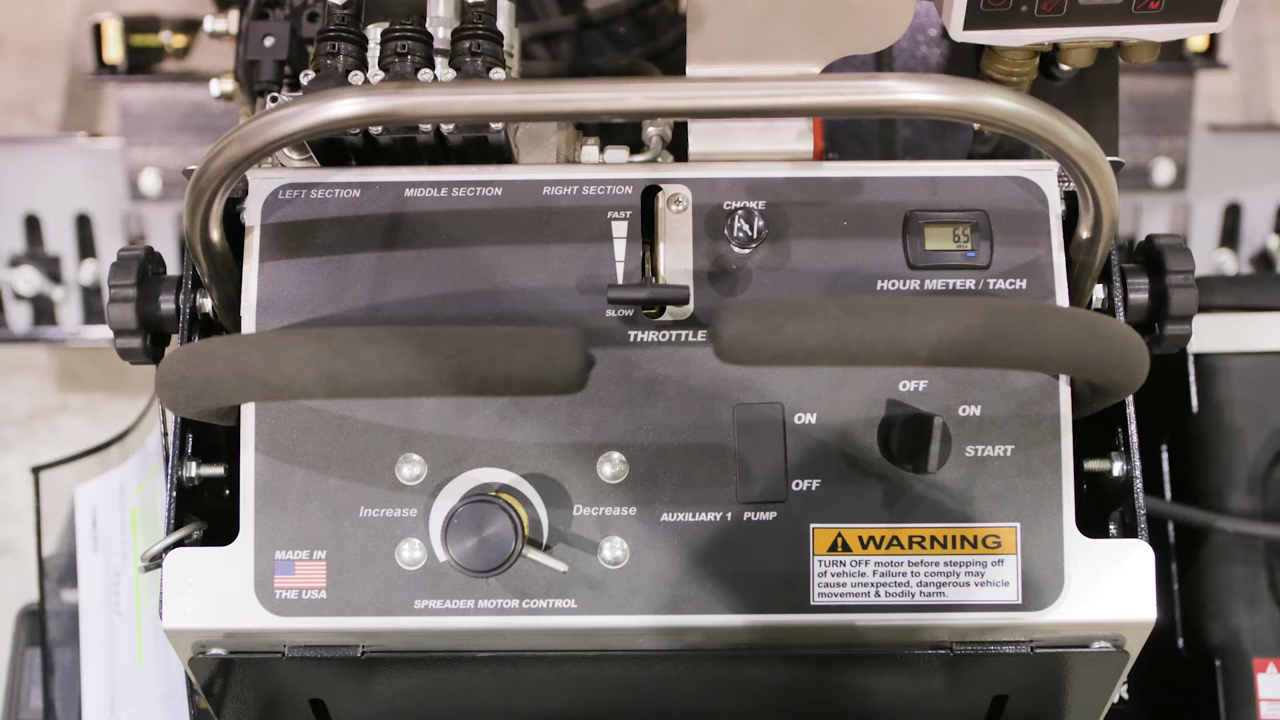 LEFT SECTION
MIDDLE SECTION
RIGHT SECTION
FAST
CHOKE
6.5
HOUR METER / TACH
SLOW
THROTTLE
OFF
ON
START
ON
OFF
AUXILIARY 1
PUMP
Increase
Decrease
MADE IN
THE USA
SPREADER MOTOR CONTROL
WARNING
TURN OFF motor before stepping off
of vehicle. Failure to comply may
cause unexpected, dangerous vehicle
movement & bodily harm.